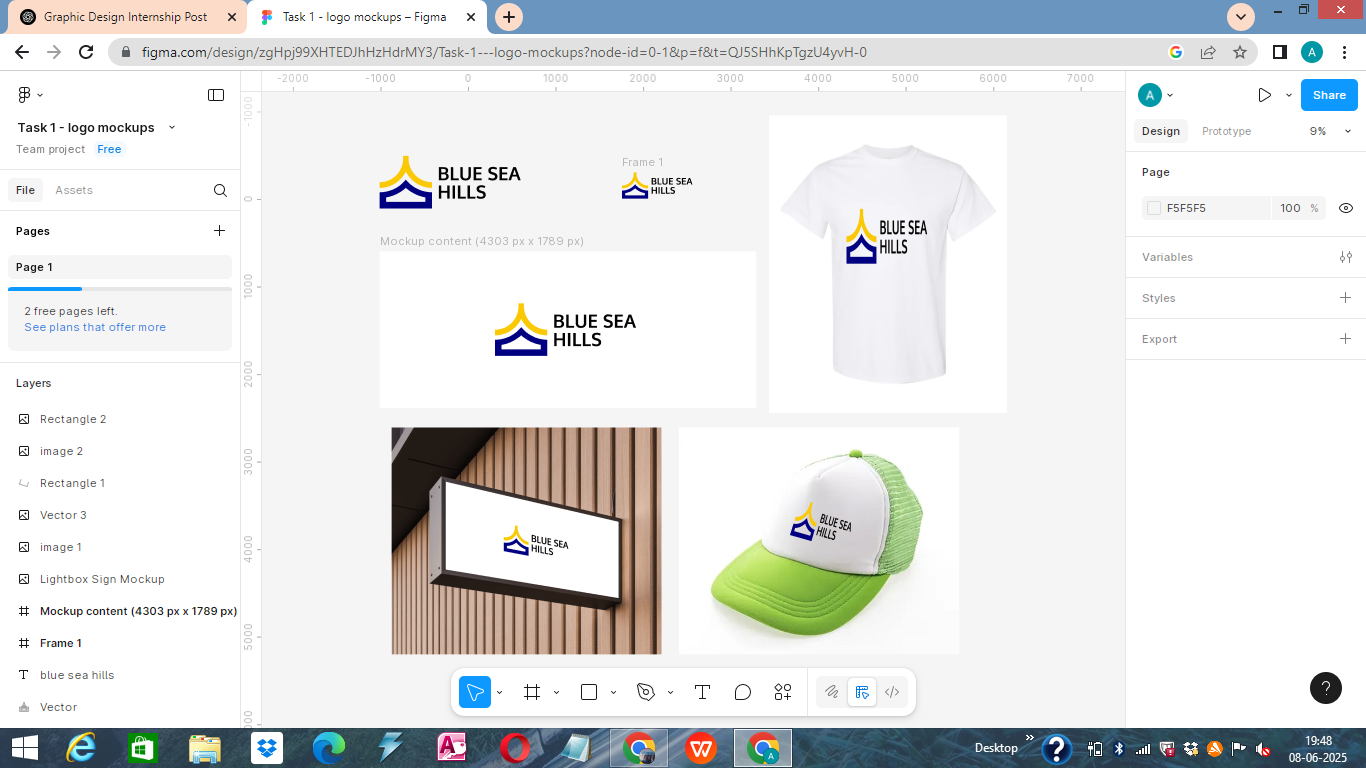 Graphic Design Internship Post
Task 1 - logo mockups – Figma
figma.com/design/zgHpj99XHTEDJhHzHdrMY3/Task-1---logo-mockups?node-id=0-1&p=f&t=QJ5SHhKpTgzU4yvH-0
A
Task 1 - logo mockups
Team project Free
File Assets
Pages
Page 1
2 free pages left.
See plans that offer more
Layers
Rectangle 2
image 2
Rectangle 1
Vector 3
image 1
Lightbox Sign Mockup
Mockup content (4303 px x 1789 px)
Frame 1
blue sea hills
Vector
-2000 -1000 0 1000 2000 3000 4000 5000 6000 7000
-1000
0
1000
2000
3000
4000
5000
BLUE SEA
HILLS
Frame 1
BLUE SEA
HILLS
Mockup content (4303 px x 1789 px)
BLUE SEA
HILLS
BLUE SEA
HILLS
BLUE SEA
HILLS
BLUE SEA
HILLS
A
Share
Design Prototype 9%
Page
F5F5F5 100 %
Variables
Styles
Export
?
Desktop
19:48
08-06-2025